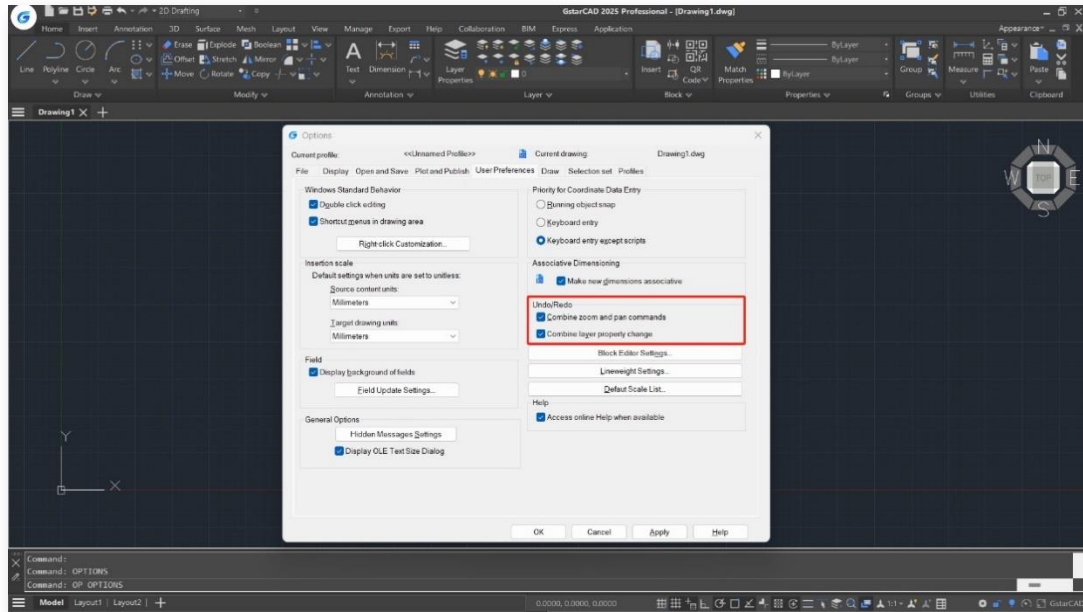 2D Drafting
GstarCAD 2025 Professional - [Drawing1.dwg]
Home Insert Annotation 3D Surface Mesh Layout View Manage Export Help Collaboration BIM Express Application Appearance
Erase Explode Boolean
Offset Stretch Mirror
Move Rotate Copy
Line Polyline Circle Arc
A
Text Dimension
Layer Properties
0
Insert QR Code
Match Properties
ByLayer
ByLayer
ByLayer
Group
Measure
Paste
Draw Modify Annotation Layer Block Properties Groups Utilities Clipboard
Drawing1
Options
Current profile: <<Unnamed Profile>> Current drawing: Drawing1.dwg
File Display Open and Save Plot and Publish User Preferences Draw Selection set Profiles
Windows Standard Behavior
Double click editing
Shortcut menus in drawing area
Right-click Customization...
Insertion scale
Default settings when units are set to unitless:
Source content units:
Millimeters
Target drawing units:
Millimeters
Field
Display background of fields
Field Update Settings...
General Options
Hidden Messages Settings
Display OLE Text Size Dialog
Priority for Coordinate Data Entry
Running object snap
Keyboard entry
Keyboard entry except scripts
Associative Dimensioning
Make new dimensions associative
Undo/Redo
Combine zoom and pan commands
Combine layer property change
Block Editor Settings...
Lineweight Settings...
Default Scale List...
Help
Access online Help when available
OK Cancel Apply Help
N
W TOP E
S
Y
X
Command:
Command: OPTIONS
Command: OP OPTIONS
Model Layout1 Layout2 0.0000, 0.0000, 0.0000 1:1 GstarCAD